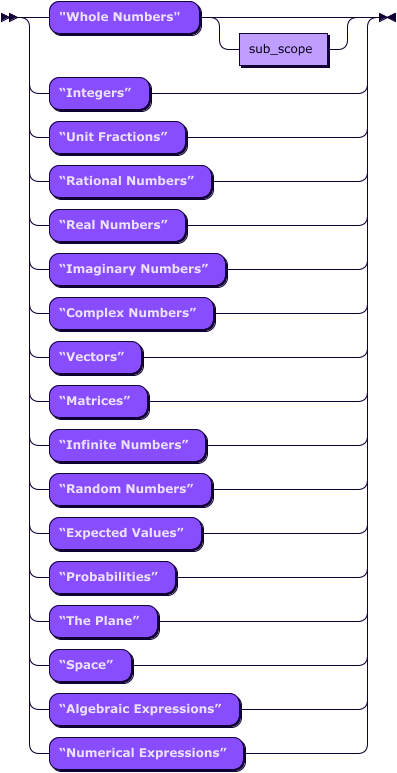 "Whole Numbers"
sub_scope
“Integers”
“Unit Fractions”
“Rational Numbers”
“Real Numbers”
“Imaginary Numbers”
“Complex Numbers”
“Vectors”
“Matrices”
“Infinite Numbers”
“Random Numbers”
“Expected Values”
“Probabilities”
“The Plane”
“Space”
“Algebraic Expressions”
“Numerical Expressions”